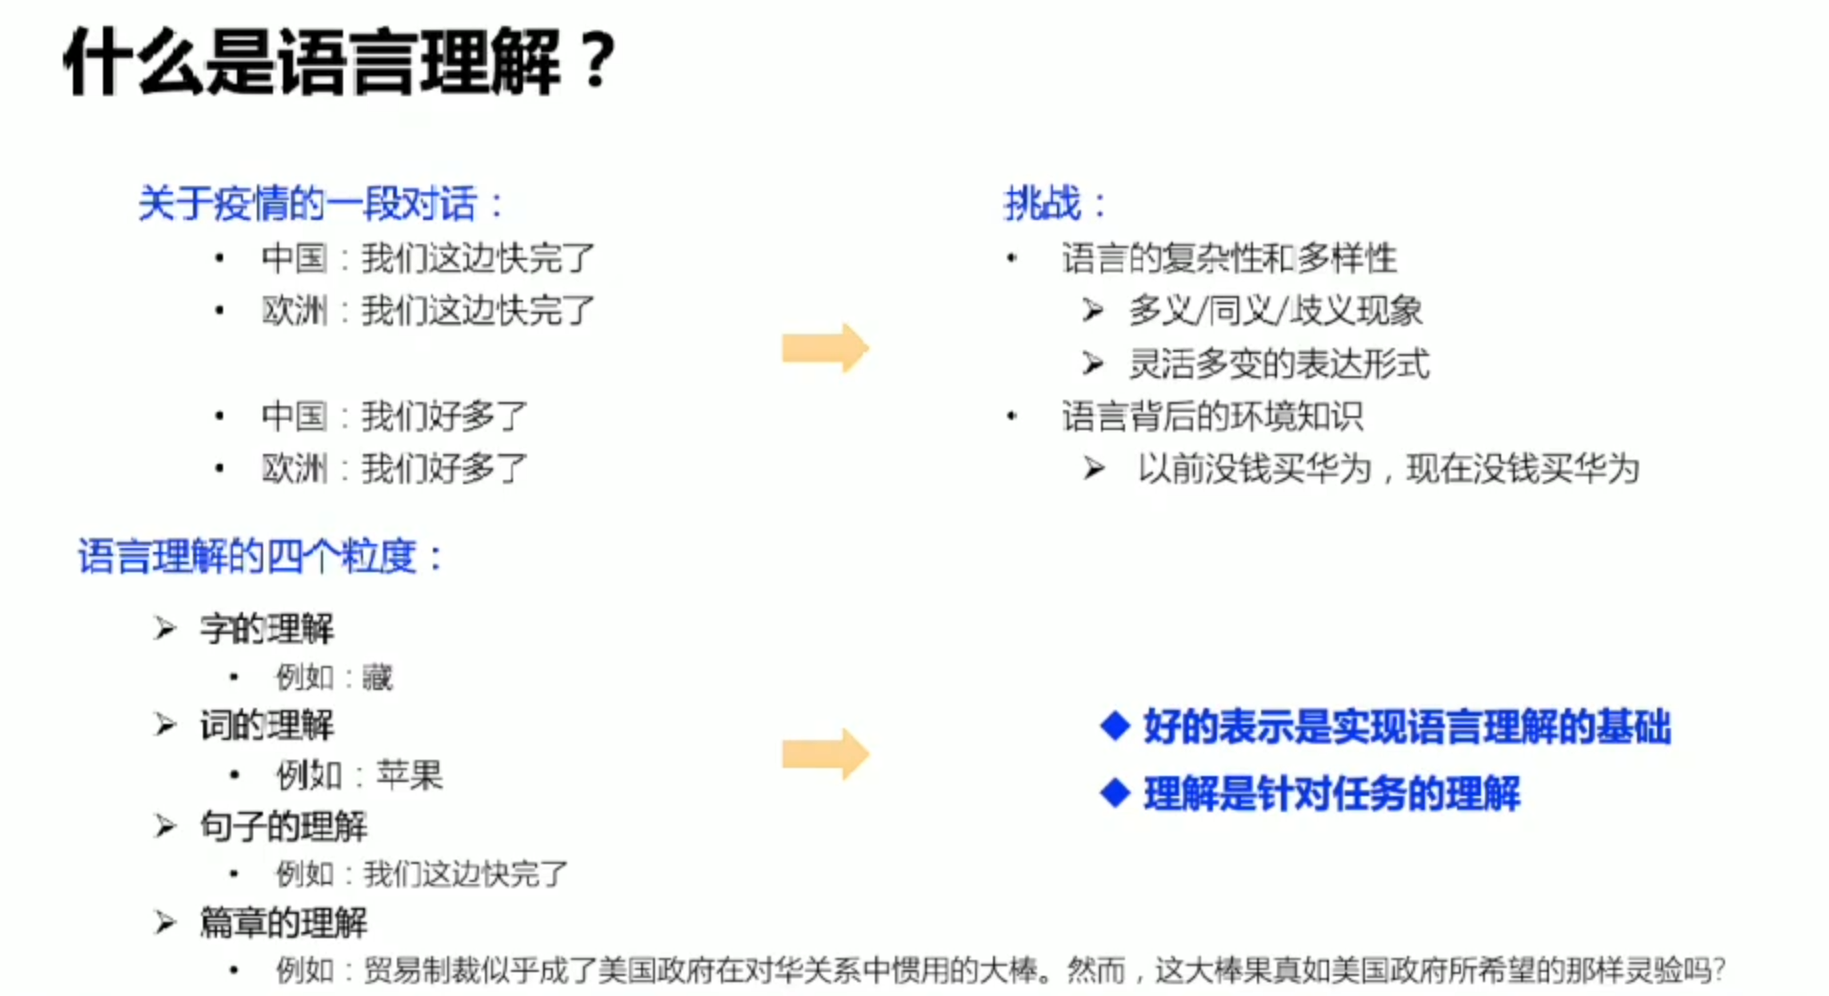 什么是语言理解？
关于疫情的一段对话：
• 中国：我们这边快完了
• 欧洲：我们这边快完了
• 中国：我们好多了
• 欧洲：我们好多了
挑战：
• 语言的复杂性和多样性
➢ 多义/同义/歧义现象
➢ 灵活多变的表达形式
• 语言背后的环境知识
➢ 以前没钱买华为，现在没钱买华为
语言理解的四个粒度：
➢ 字的理解
• 例如：藏
➢ 词的理解
• 例如：苹果
➢ 句子的理解
• 例如：我们这边快完了
➢ 篇章的理解
• 例如：贸易制裁似乎成了美国政府在对华关系中惯用的大棒。然而，这大棒果真如美国政府所希望的那样灵验吗?
◆ 好的表示是实现语言理解的基础
◆ 理解是针对任务的理解